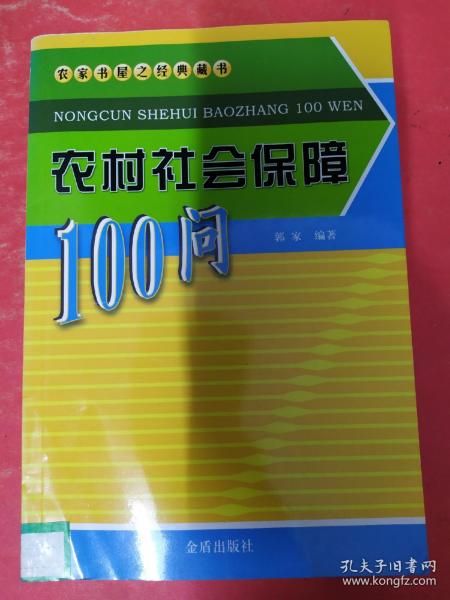 农家书屋之经典藏书
NONGCUN SHEHUI BAOZHANG 100 WEN
农村社会保障
100问
郭家 编著
金盾出版社
孔夫子旧书网
www.kongfz.com